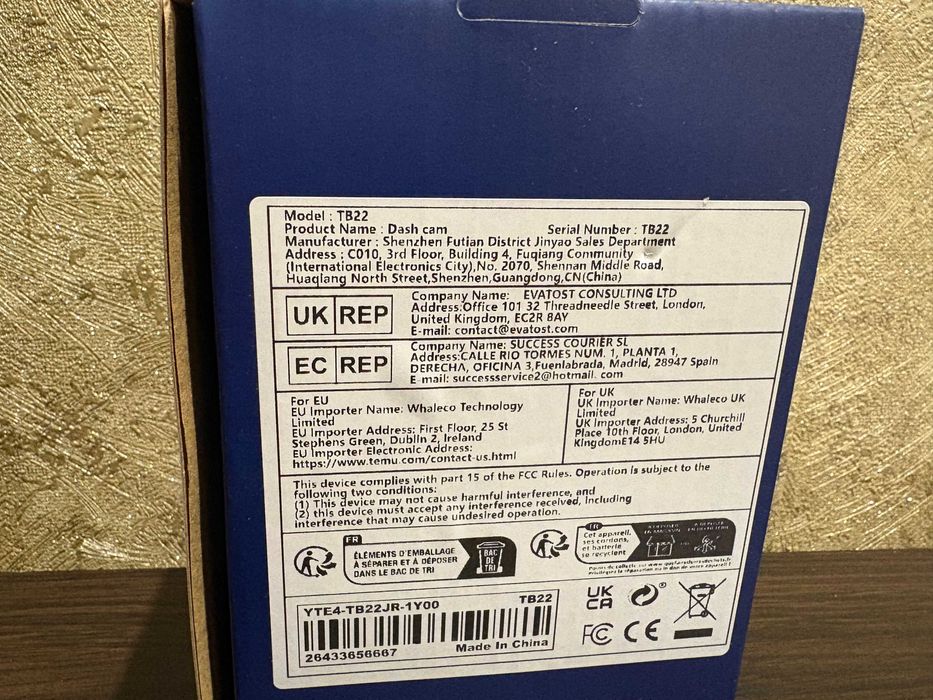 Model : TB22
Product Name : Dash cam Serial Number : TB22
Manufacturer : Shenzhen Futian District Jinyao Sales Department
Address : C010, 3rd Floor, Building 4, Fuqiang Community
(International Electronics City),No. 2070, Shennan Middle Road,
Huaqiang North Street,Shenzhen,Guangdong,CN(China)
UK REP
Company Name: EVATOST CONSULTING LTD
Address:Office 101 32 Threadneedle Street, London,
United Kingdom, EC2R 8AY
E-mail: contact@evatost.com
EC REP
Company Name: SUCCESS COURIER SL
Address:CALLE RIO TORMES NUM. 1, PLANTA 1,
DERECHA, OFICINA 3,Fuenlabrada, Madrid, 28947 Spain
E-mail: successservice2@hotmail. com
For EU
EU Importer Name: Whaleco Technology
Limited
EU Importer Address: First Floor, 25 St
Stephens Green, Dublin 2, Ireland
EU Importer Electronic Address:
https://www.temu.com/contact-us.html
For UK
UK Importer Name: Whaleco UK
Limited
UK Importer Address: 5 Churchill
Place 10th Floor, London, United
KingdomE14 5HU
This device complies with part 15 of the FCC Rules. Operation is subject to the
following two conditions:
(1) This device may not cause harmful interference, and
(2) this device must accept any interference received, including
interference that may cause undesired operation.
FR
ÉLÉMENTS D'EMBALLAGE
À SÉPARER ET À DÉPOSER
DANS LE BAC DE TRI
BAC
DE
TRI
FR
Cet appareil,
ses cordons,
et batterie
se recyclent
YTE4-TB22JR-1Y00 TB22
26433656667 Made In China
UK
CA
FC CE